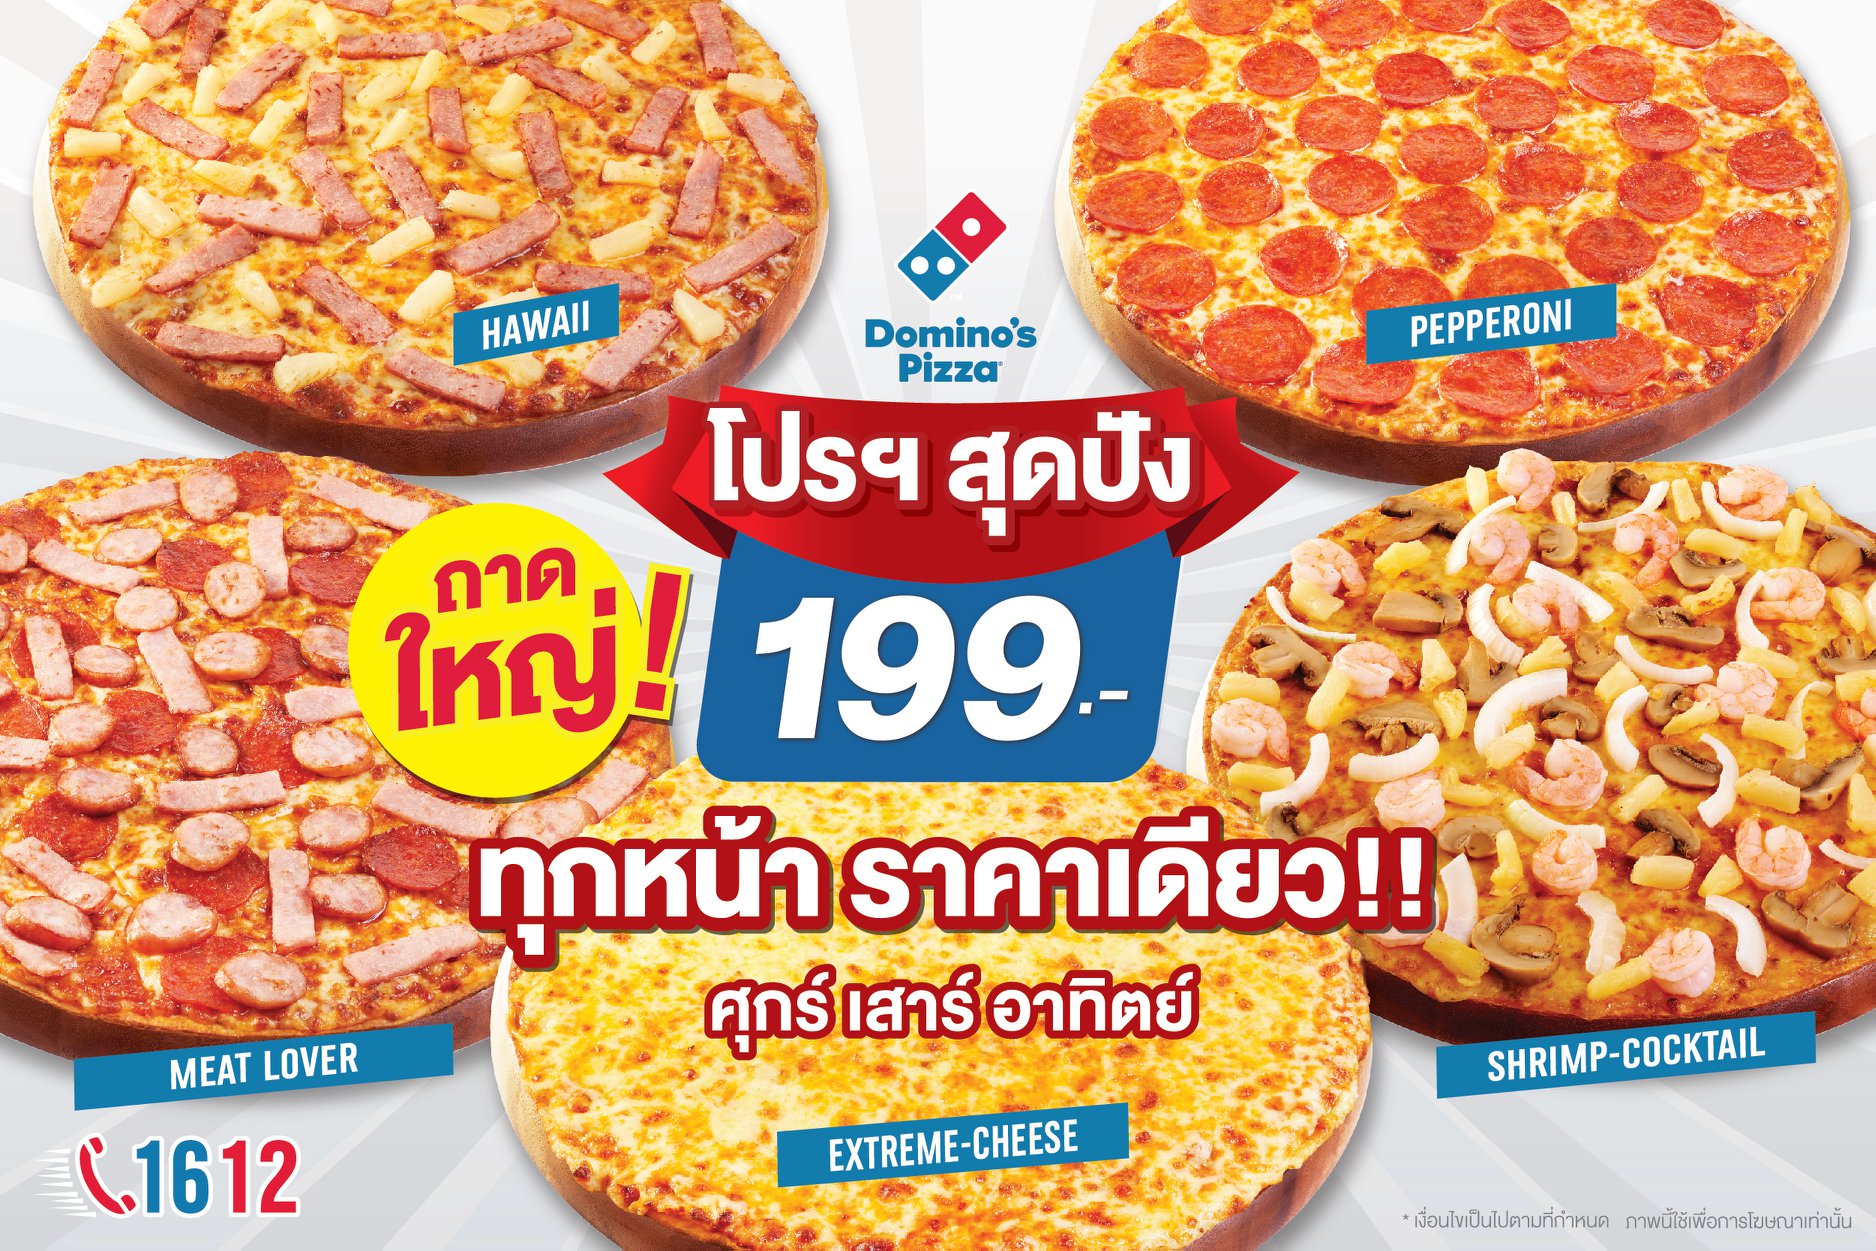 HAWAII
PEPPERONI
Domino's
Pizza
โปรฯ สุดปัง
ถาด
ใหญ่!
199.-
ทุกหน้า ราคาเดียว!!
ศุกร์ เสาร์ อาทิตย์
MEAT LOVER
SHRIMP-COCKTAIL
EXTREME-CHEESE
1612
* เงื่อนไขเป็นไปตามที่กำหนด ภาพนี้ใช้เพื่อการโฆษณาเท่านั้น